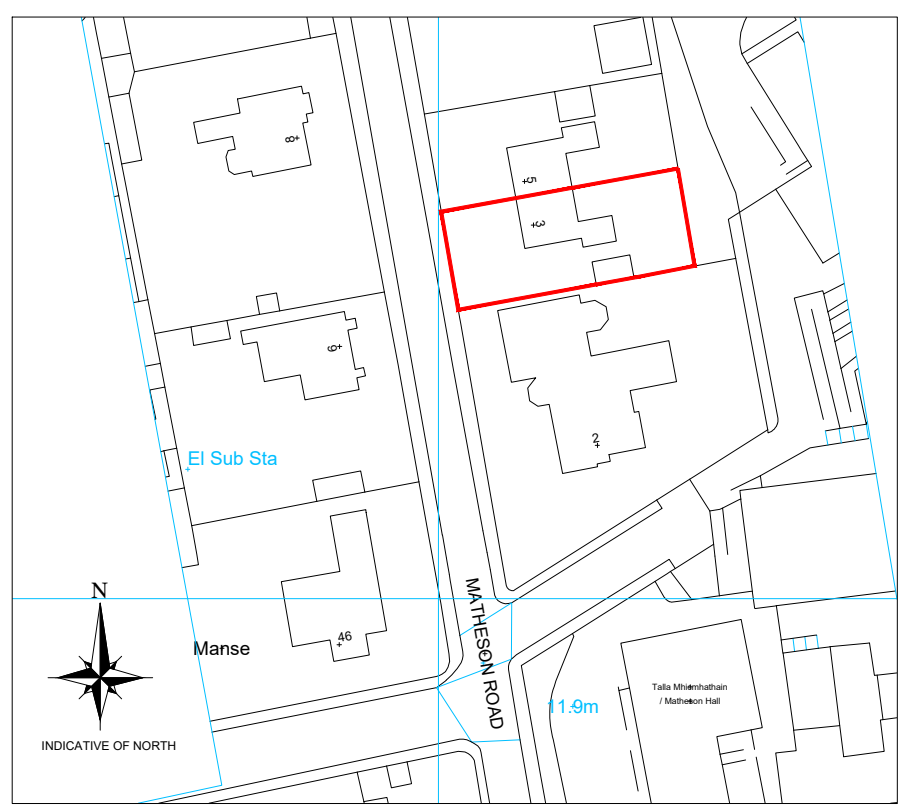 8
5
3
6
2
El Sub Sta
MATHESON ROAD
46
Manse
N
INDICATIVE OF NORTH
Talla Mhicmhathain
/ Matheson Hall
11.9m